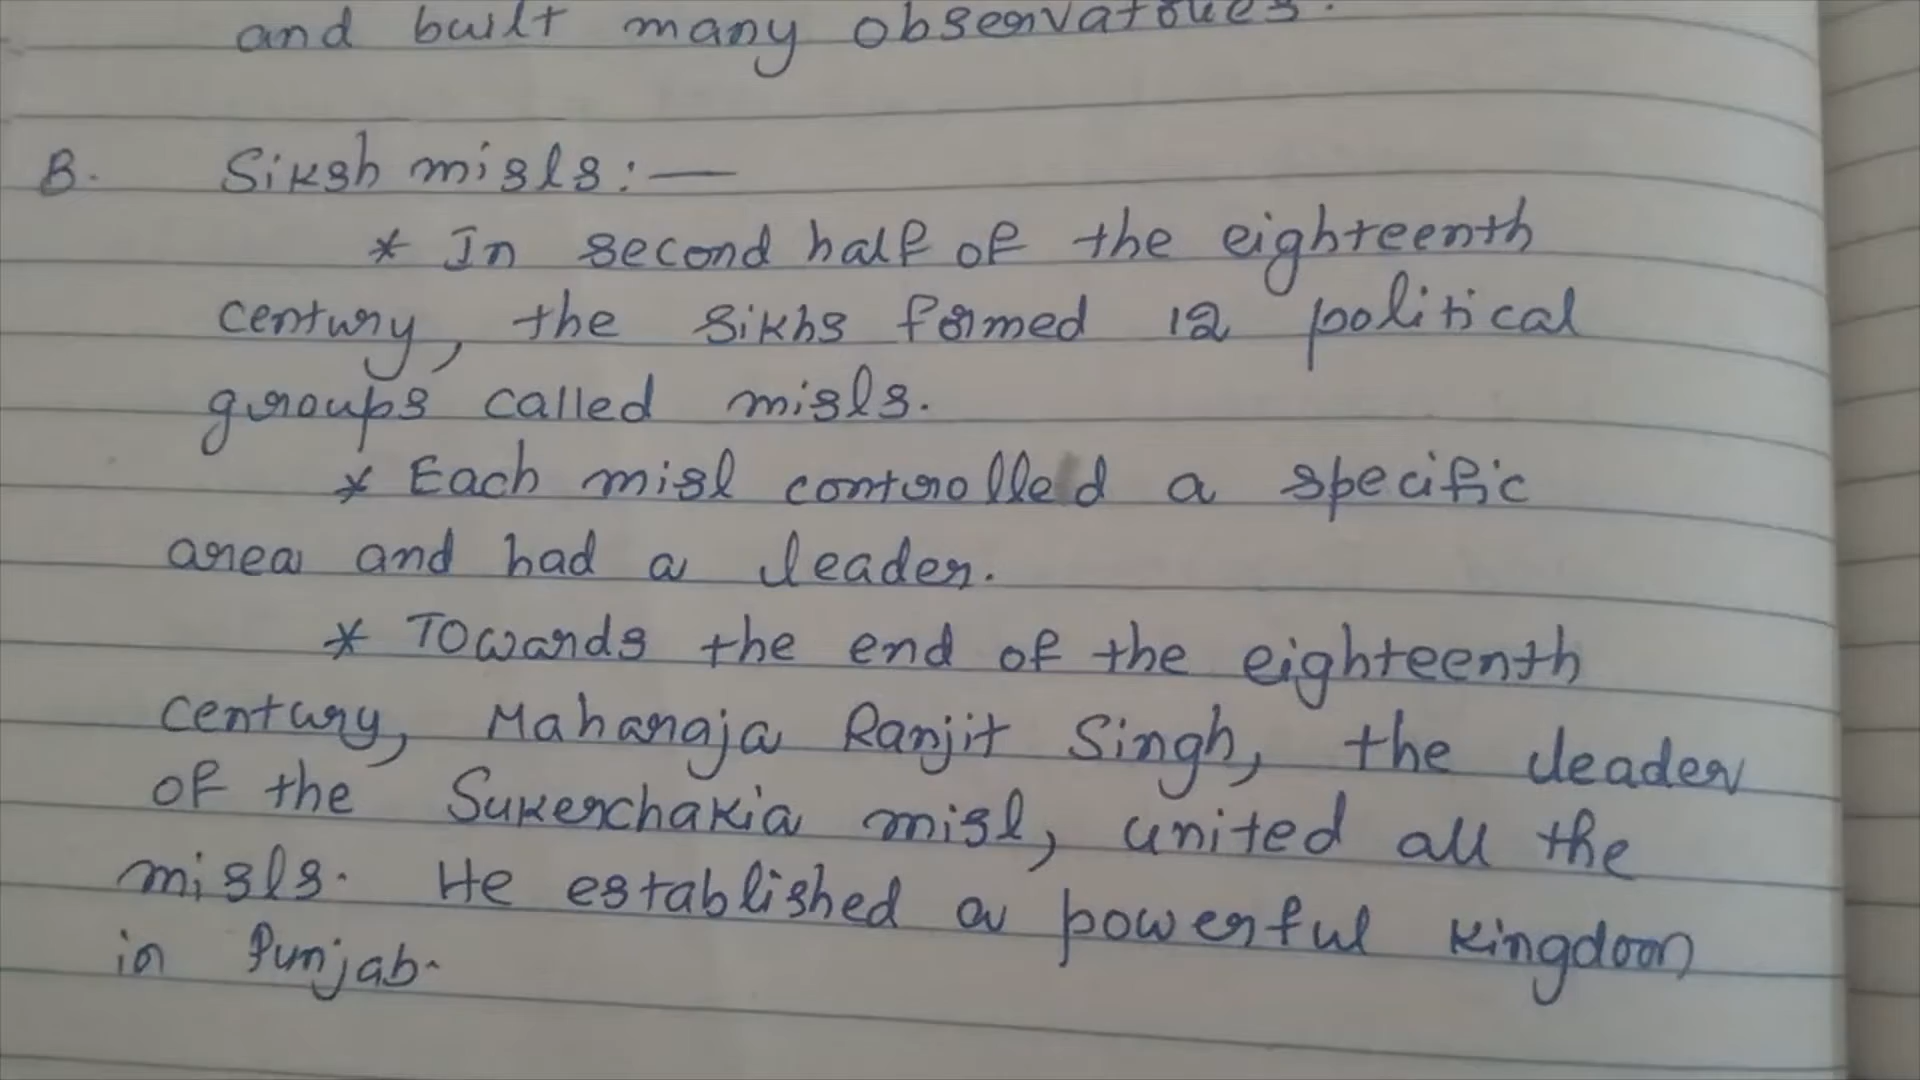 and built many observatories.
B. Siksh misls:—
* In second half of the eighteenth
century, the Sikhs formed 12 political
groups called misls.
* Each misl controlled a specific
area and had a leader.
* Towards the end of the eighteenth
century, Maharaja Ranjit Singh, the leader
of the Sukerchakia misl, united all the
misls. He established a powerful kingdom
in Punjab.